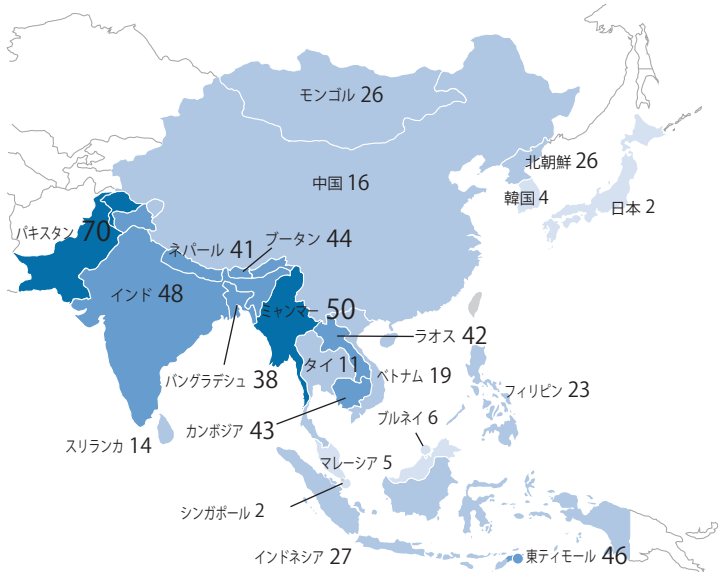 モンゴル 26
北朝鮮 26
中国 16
韓国 4
日本 2
パキスタン 70
ブータン 44
ネパール 41
インド 48
ミャンマー 50
ラオス 42
タイ 11
ベトナム 19
バングラデシュ 38
フィリピン 23
ブルネイ 6
カンボジア 43
スリランカ 14
マレーシア 5
シンガポール 2
インドネシア 27
東ティモール 46